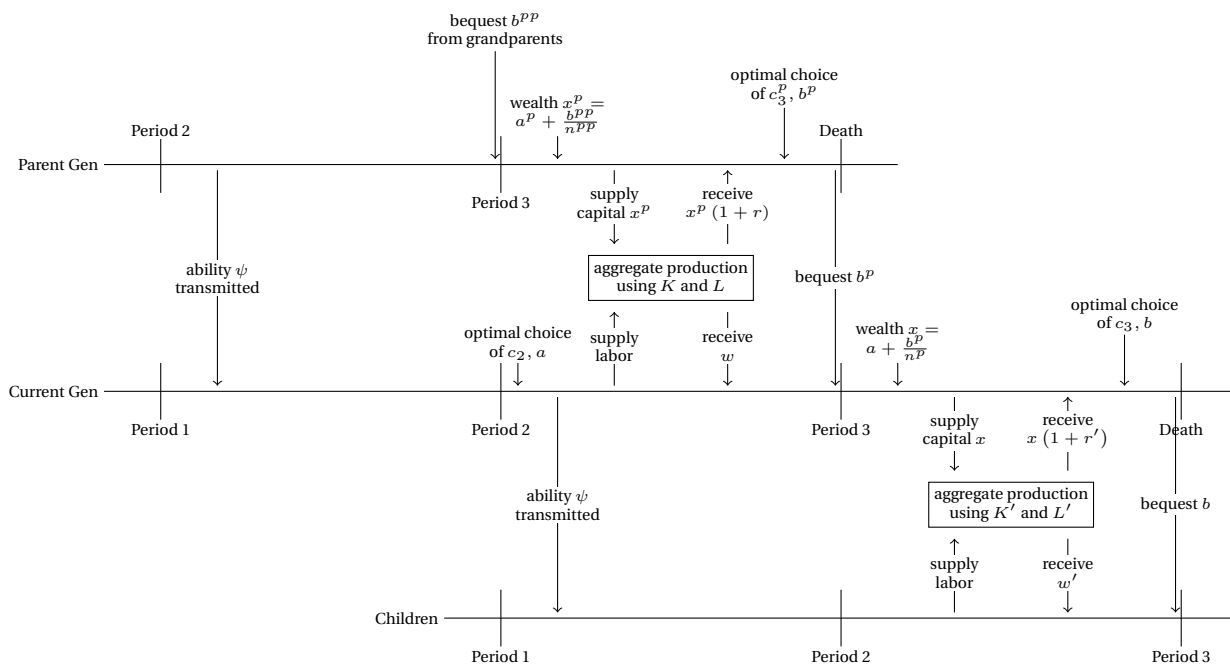 bequest b^{pp}
from grandparents
optimal choice
of c_3^p, b^p
wealth x^p =
a^p + \frac{b^{pp}}{n^{pp}}
Period 2
Death
Parent Gen
Period 3
supply
capital x^p
receive
x^p (1 + r)
ability ψ
transmitted
aggregate production
using K and L
bequest b^p
optimal choice
of c_3, b
optimal choice
of c_2, a
supply
labor
receive
w
wealth x =
a + \frac{b^p}{n^p}
Current Gen
Period 1
Period 2
Period 3
supply
capital x
receive
x (1 + r′)
Death
ability ψ
transmitted
aggregate production
using K′ and L′
bequest b
supply
labor
receive
w′
Children
Period 1
Period 2
Period 3